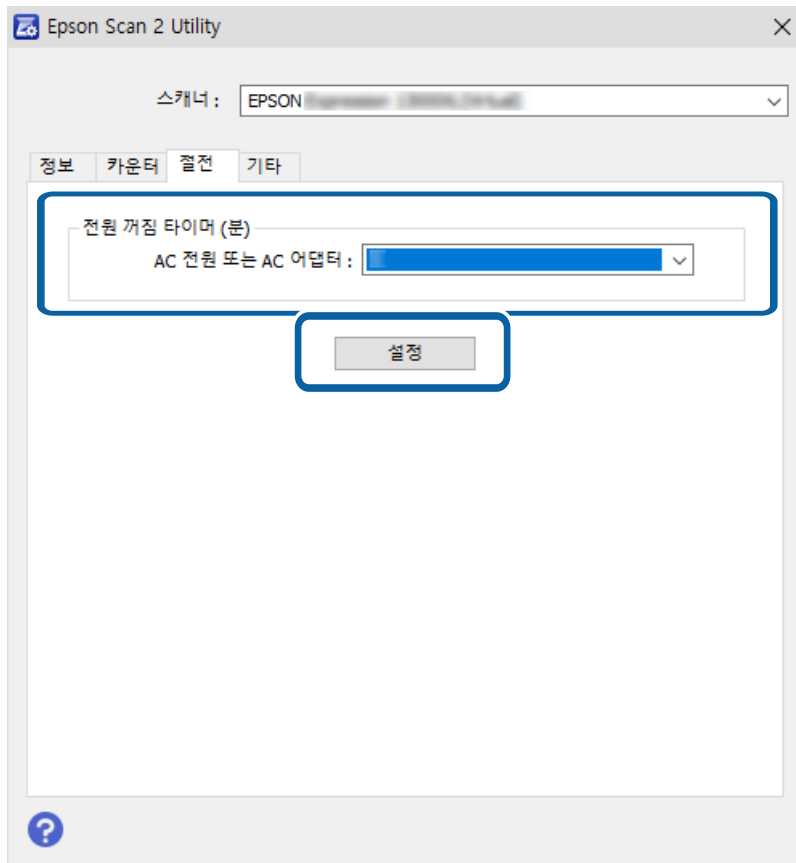 Epson Scan 2 Utility
스캐너 : EPSON
정보 카운터 절전 기타
전원 꺼짐 타이머 (분)
AC 전원 또는 AC 어댑터 :
설정
?